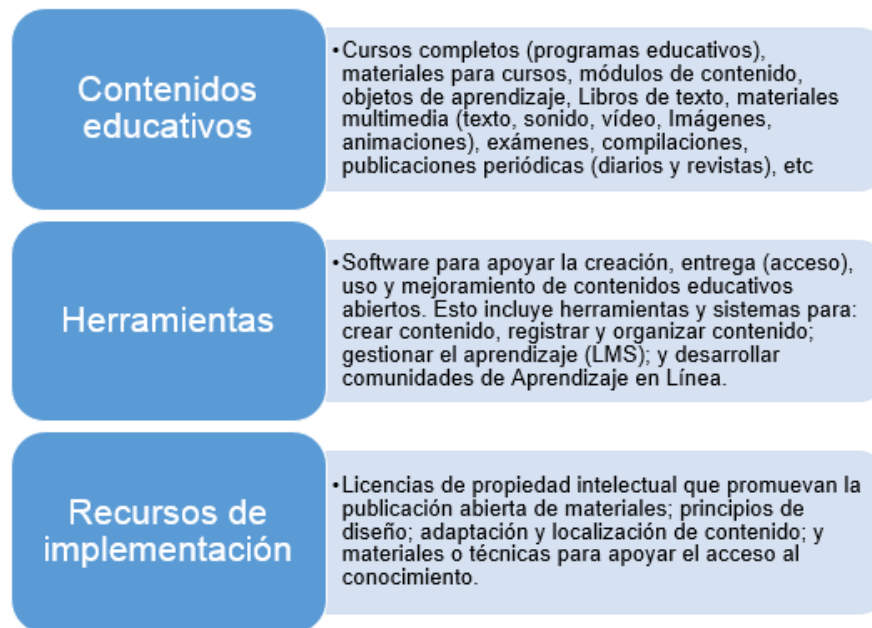 Contenidos
educativos
•Cursos completos (programas educativos),
materiales para cursos, módulos de contenido,
objetos de aprendizaje, Libros de texto, materiales
multimedia (texto, sonido, vídeo, Imágenes,
animaciones), exámenes, compilaciones,
publicaciones periódicas (diarios y revistas), etc
Herramientas
•Software para apoyar la creación, entrega (acceso),
uso y mejoramiento de contenidos educativos
abiertos. Esto incluye herramientas y sistemas para:
crear contenido, registrar y organizar contenido;
gestionar el aprendizaje (LMS); y desarrollar
comunidades de Aprendizaje en Línea.
Recursos de
implementación
•Licencias de propiedad intelectual que promuevan la
publicación abierta de materiales; principios de
diseño; adaptación y localización de contenido; y
materiales o técnicas para apoyar el acceso al
conocimiento.